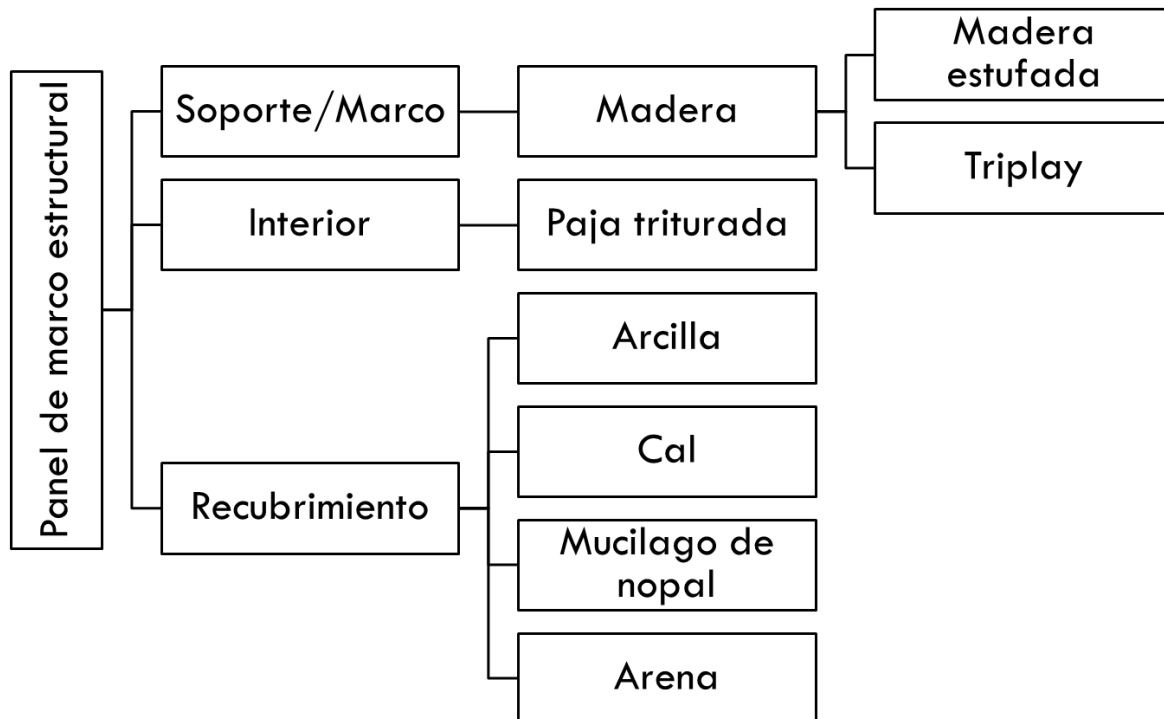 Panel de marco estructural
Soporte/Marco
Madera
Madera
estufada
Triplay
Interior
Paja triturada
Recubrimiento
Arcilla
Cal
Mucilago de
nopal
Arena